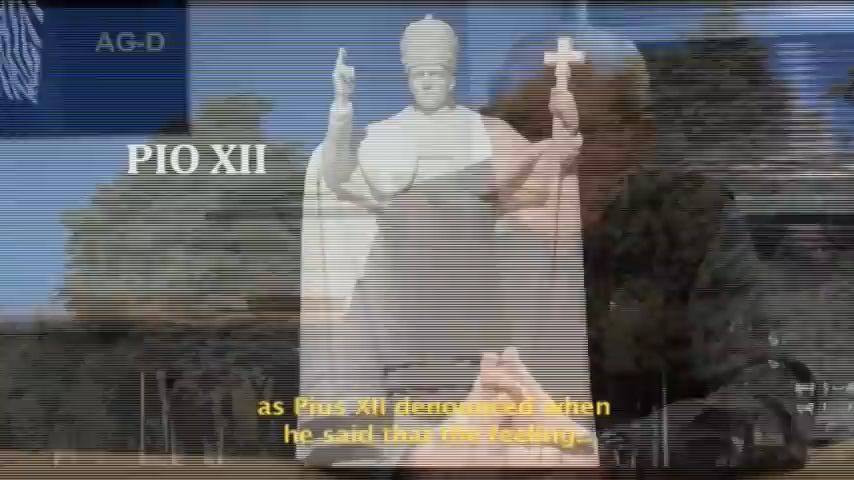 AG-D
PIO XII
as Pius XII denounced when
he said that the feeling..